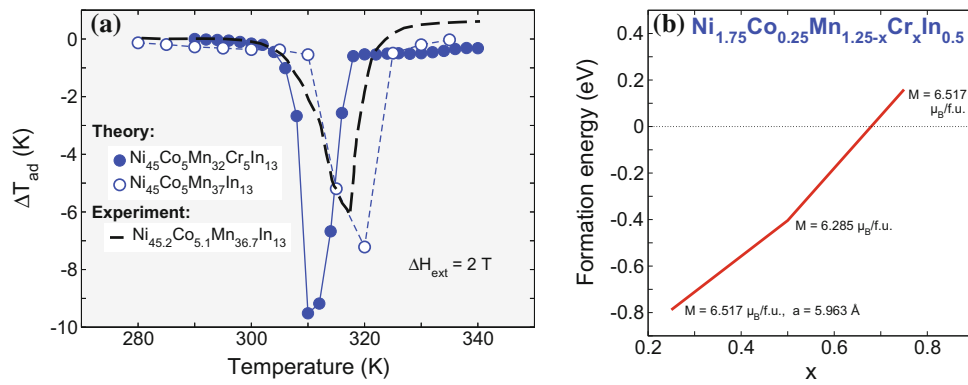 (a)
0
-2
-4
-6
-8
-10
ΔT_ad (K)
Theory:
Ni45Co5Mn32Cr5In13
Ni45Co5Mn37In13
Experiment:
Ni45.2Co5.1Mn36.7In13
ΔH_ext = 2 T
280 290 300 310 320 330 340
Temperature (K)
(b)
Ni1.75Co0.25Mn1.25-xCrxIn0.5
0.4
0.2
0
-0.2
-0.4
-0.6
-0.8
Formation energy (eV)
M = 6.517
μB/f.u.
M = 6.285 μB/f.u.
M = 6.517 μB/f.u., a = 5.963 Å
0.2 0.4 0.6 0.8
x